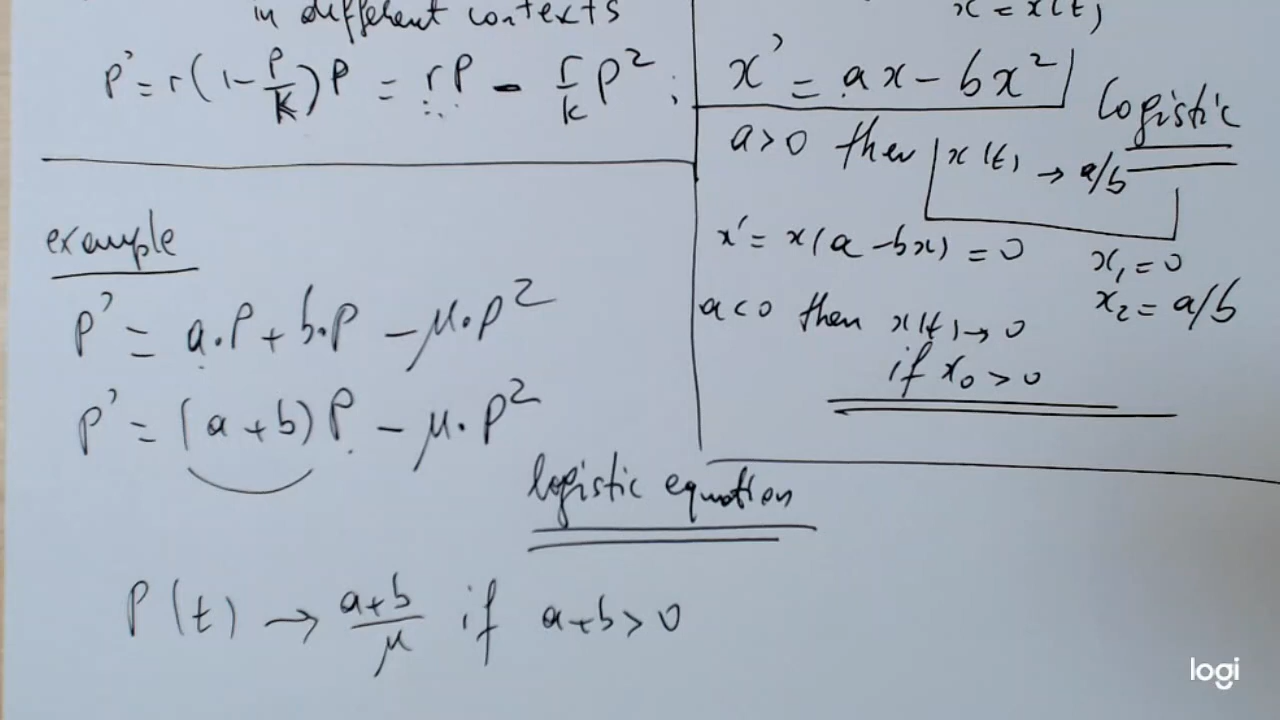 in different contexts
P' = r(1 - P/K)P = rP - r/k P² ;
x = x(t)
x' = ax - bx²
Logistic
a>0 then x(t) → a/b
x' = x(a - bx) = 0
x₁ = 0
x₂ = a/b
a<0 then x(t) → 0
if x₀ > 0
example
P' = a·P + b·P - μ·P²
P' = (a+b)P - μ·P²
logistic equation
P(t) → a+b/μ if a+b>0
logi